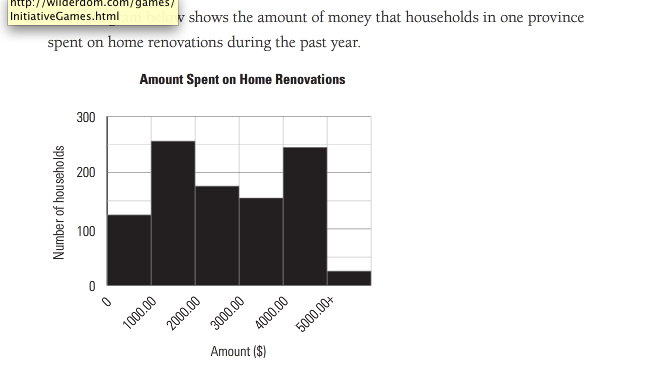 http://wilderdom.com/games/
InitiativeGames.html
shows the amount of money that households in one province
spent on home renovations during the past year.
Amount Spent on Home Renovations
Number of households
300
200
100
0
0
1000.00
2000.00
3000.00
4000.00
5000.00+
Amount ($)